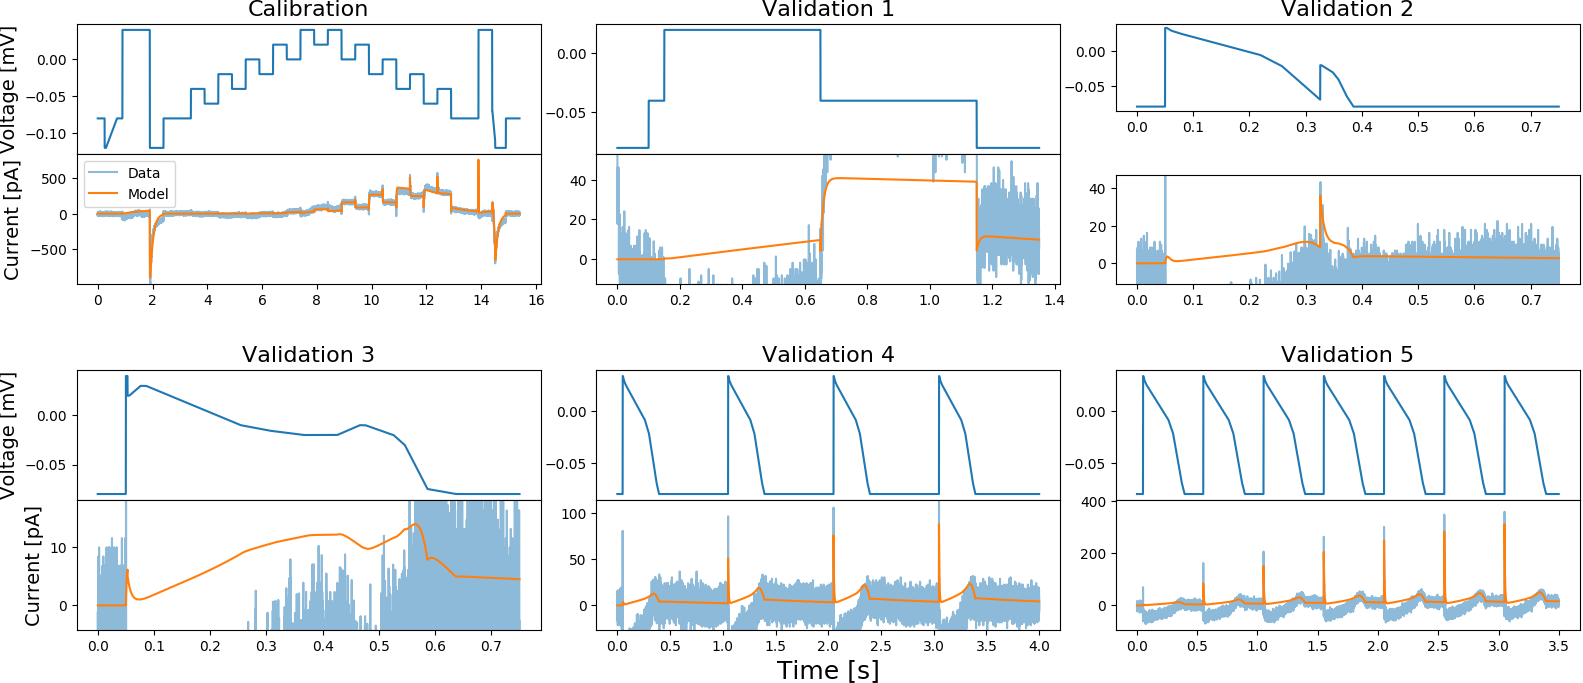 Calibration
Validation 1
Validation 2
Voltage [mV]
0.00
−0.05
−0.10
0.00
−0.05
0.00
−0.05
0.0 0.1 0.2 0.3 0.4 0.5 0.6 0.7
Current [pA]
500
0
−500
Data
Model
40
20
0
40
20
0
0 2 4 6 8 10 12 14 16
0.0 0.2 0.4 0.6 0.8 1.0 1.2 1.4
0.0 0.1 0.2 0.3 0.4 0.5 0.6 0.7
Validation 3
Validation 4
Validation 5
Voltage [mV]
0.00
−0.05
0.00
−0.05
0.00
−0.05
Current [pA]
10
0
100
50
0
400
200
0
0.0 0.1 0.2 0.3 0.4 0.5 0.6 0.7
0.0 0.5 1.0 1.5 2.0 2.5 3.0 3.5 4.0
0.0 0.5 1.0 1.5 2.0 2.5 3.0 3.5
Time [s]